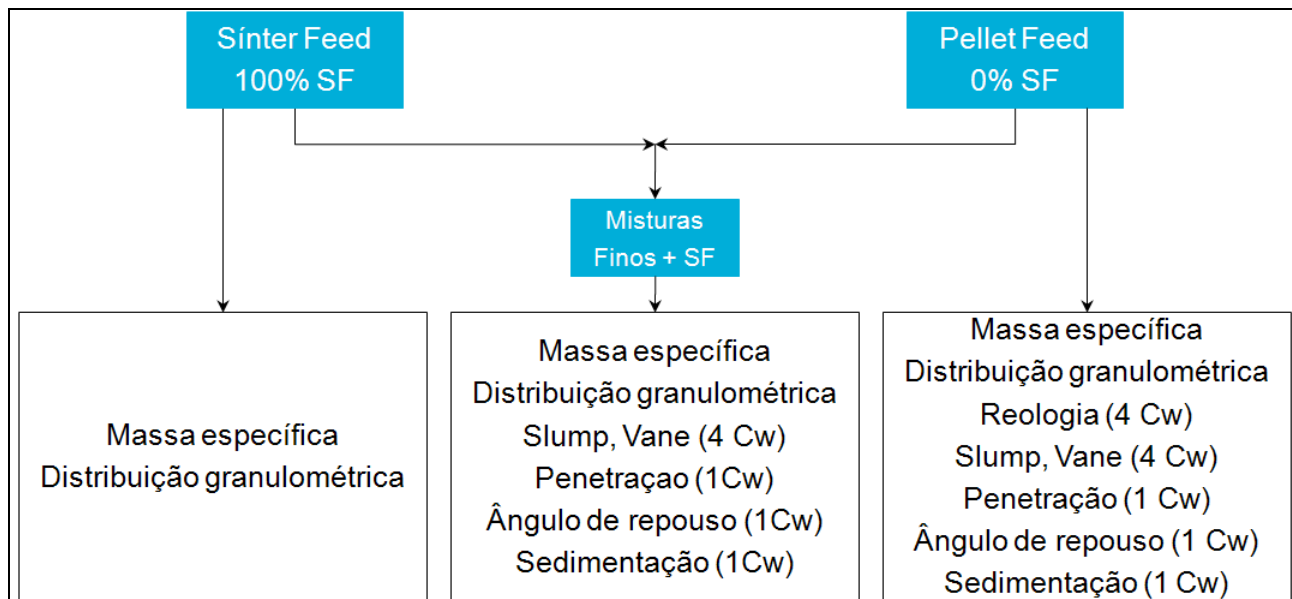 Sínter Feed
100% SF
Pellet Feed
0% SF
Misturas
Finos + SF
Massa específica
Distribuição granulométrica
Massa específica
Distribuição granulométrica
Slump, Vane (4 Cw)
Penetraçao (1Cw)
Ângulo de repouso (1Cw)
Sedimentação (1Cw)
Massa específica
Distribuição granulométrica
Reologia (4 Cw)
Slump, Vane (4 Cw)
Penetração (1 Cw)
Ângulo de repouso (1 Cw)
Sedimentação (1 Cw)